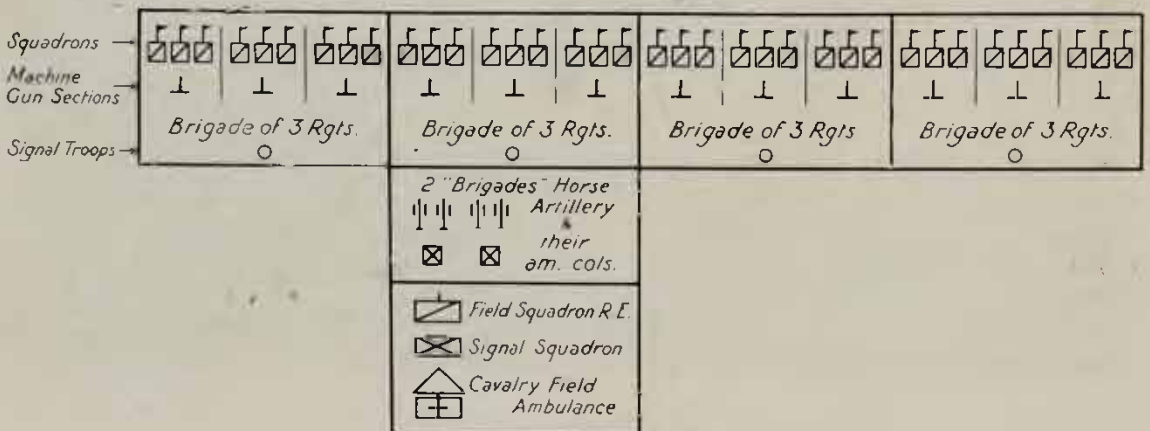 Squadrons
Machine
Gun Sections
Signal Troops
Brigade of 3 Rgts.
Brigade of 3 Rgts.
Brigade of 3 Rgts
Brigade of 3 Rgts.
2 "Brigades" Horse
Artillery
&
their
am. cols.
Field Squadron R.E.
Signal Squadron
Cavalry Field
Ambulance